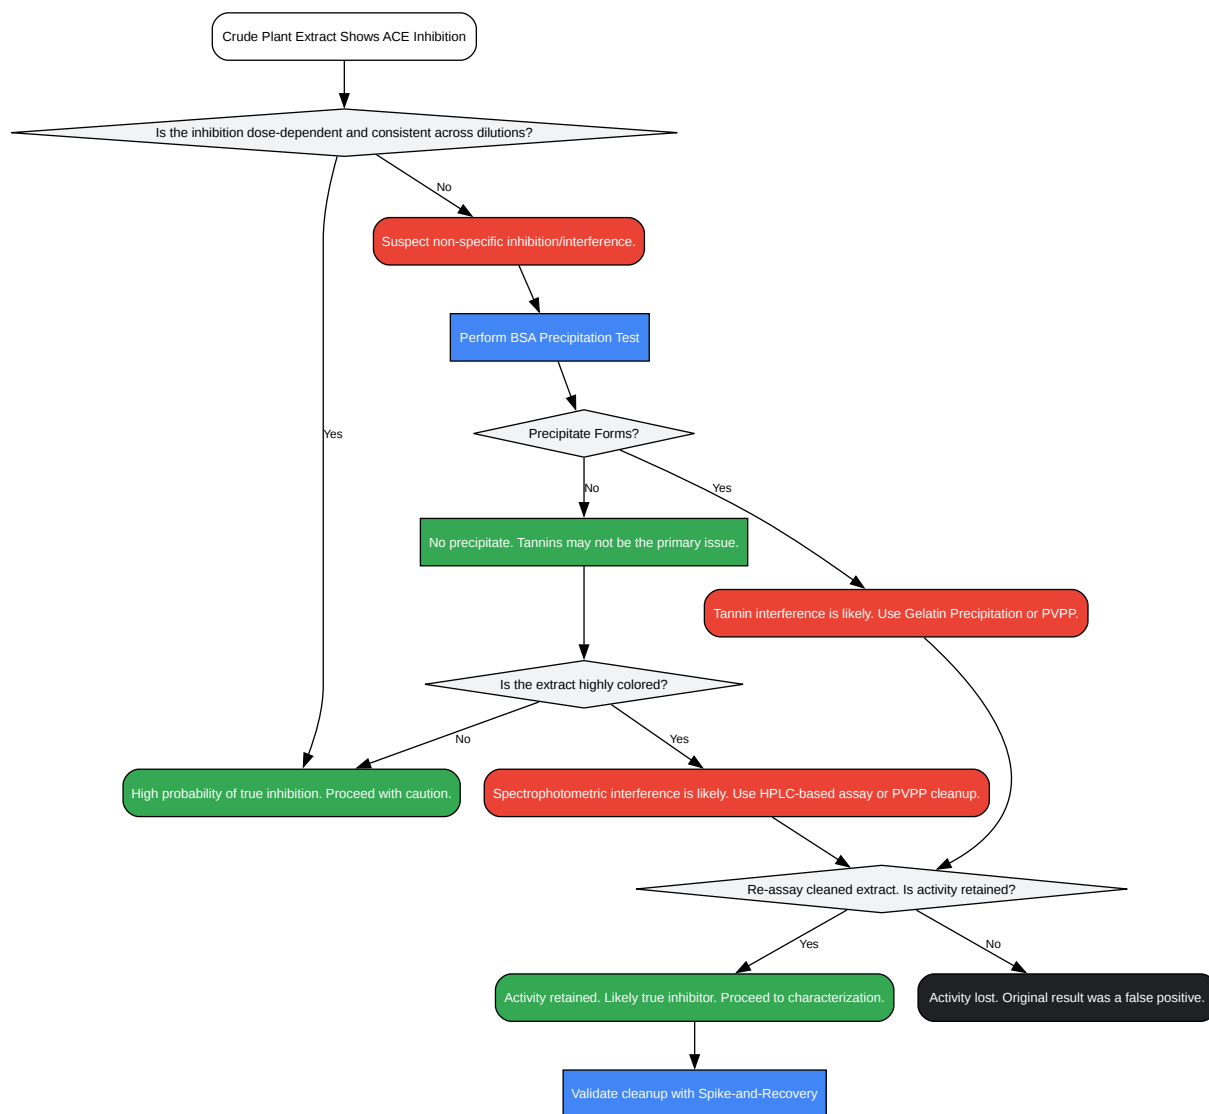 Crude Plant Extract Shows ACE Inhibition
Is the inhibition dose-dependent and consistent across dilutions?
No
Suspect non-specific inhibition/interference.
Perform BSA Precipitation Test
Yes
Precipitate Forms?
No
Yes
No precipitate. Tannins may not be the primary issue.
Tannin interference is likely. Use Gelatin Precipitation or PVPP.
Is the extract highly colored?
No
Yes
High probability of true inhibition. Proceed with caution.
Spectrophotometric interference is likely. Use HPLC-based assay or PVPP cleanup.
Re-assay cleaned extract. Is activity retained?
Yes
No
Activity retained. Likely true inhibitor. Proceed to characterization.
Activity lost. Original result was a false positive.
Validate cleanup with Spike-and-Recovery